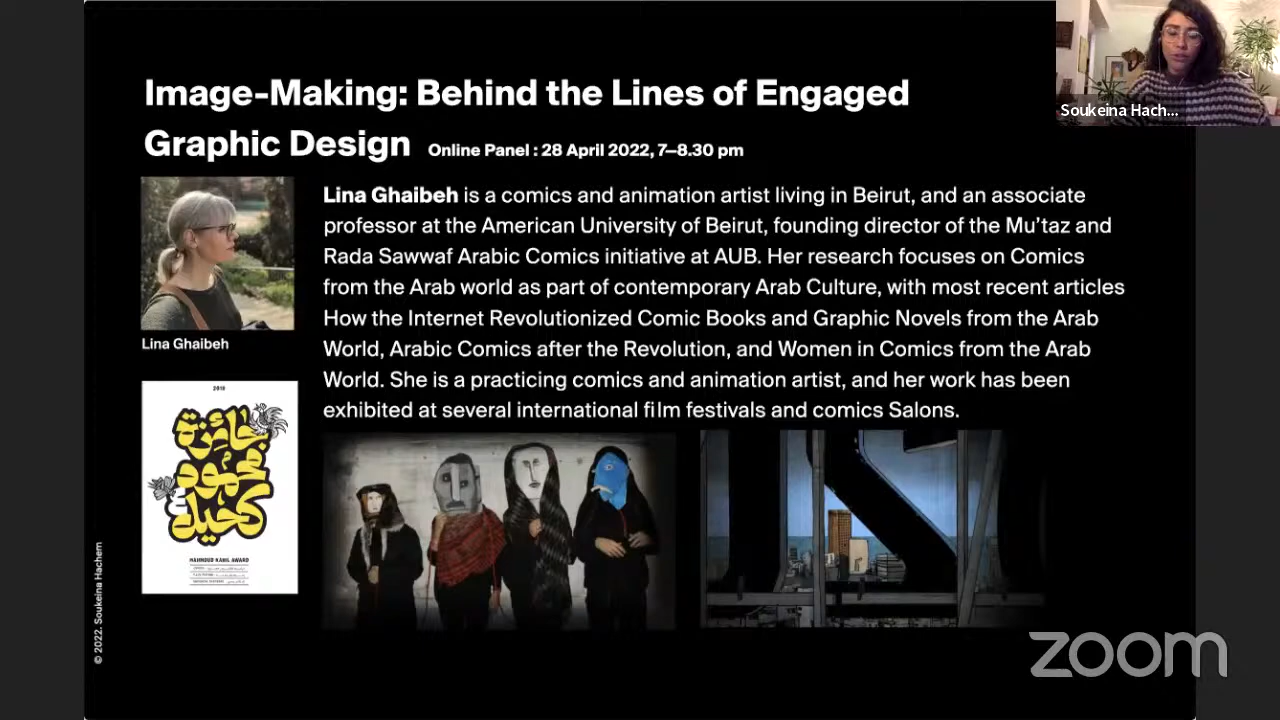 Soukeina Hach...
Image-Making: Behind the Lines of Engaged
Graphic Design Online Panel : 28 April 2022, 7–8.30 pm
Lina Ghaibeh is a comics and animation artist living in Beirut, and an associate
professor at the American University of Beirut, founding director of the Mu'taz and
Rada Sawwaf Arabic Comics initiative at AUB. Her research focuses on Comics
from the Arab world as part of contemporary Arab Culture, with most recent articles
How the Internet Revolutionized Comic Books and Graphic Novels from the Arab
World, Arabic Comics after the Revolution, and Women in Comics from the Arab
World. She is a practicing comics and animation artist, and her work has been
exhibited at several international film festivals and comics Salons.
Lina Ghaibeh
2018
جائزة
محمود
كحيل
MAHMOUD KAHIL AWARD
© 2022. Soukeina Hachem
zoom